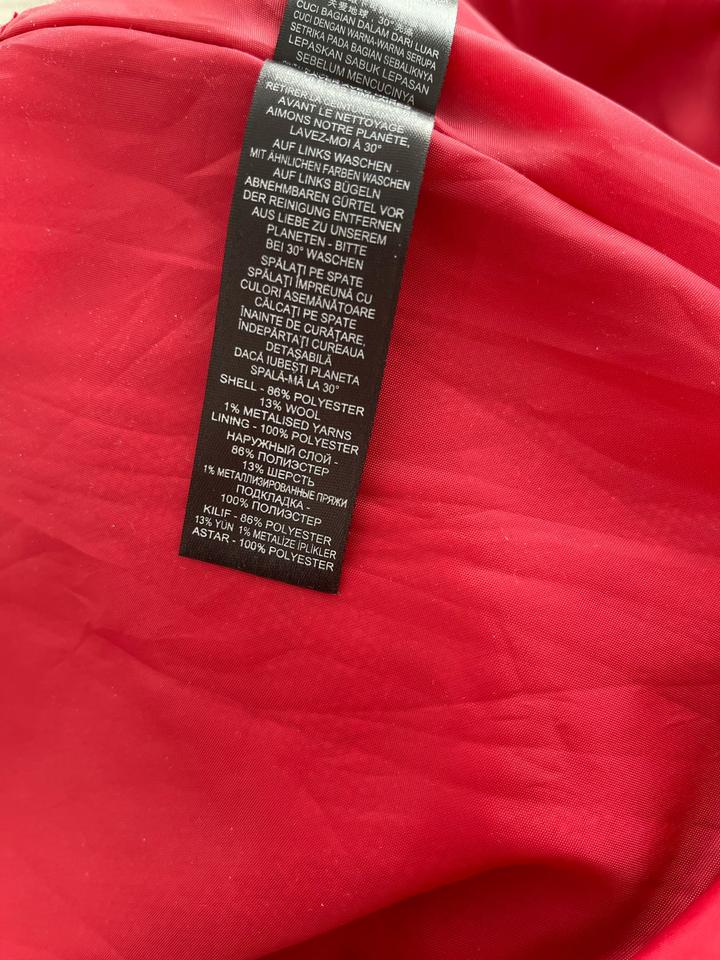 CUCI BAGIAN DALAM DARI LUAR
CUCI DENGAN WARNA-WARNA SERUPA
SETRIKA PADA BAGIAN SEBALIKNYA
LEPASKAN SABUK LEPASAN
SEBELUM MENCUCINYA
AVANT LE NETTOYAGE
AIMONS NOTRE PLANÈTE,
LAVEZ-MOI À 30°
AUF LINKS WASCHEN
MIT ÄHNLICHEN FARBEN WASCHEN
AUF LINKS BÜGELN
ABNEHMBAREN GÜRTEL VOR
DER REINIGUNG ENTFERNEN
AUS LIEBE ZU UNSEREM
PLANETEN - BITTE
BEI 30° WASCHEN
SPĂLAȚI PE SPATE
SPĂLAȚI ÎMPREUNĂ CU
CULORI ASEMĂNĂTOARE
CĂLCAȚI PE SPATE
ÎNAINTE DE CURĂȚARE,
ÎNDEPĂRTAȚI CUREAUA
DETAȘABILĂ
DACĂ IUBEȘTI PLANETA
SPALĂ-MĂ LA 30°
SHELL - 86% POLYESTER
13% WOOL
1% METALISED YARNS
LINING - 100% POLYESTER
НАРУЖНЫЙ СЛОЙ -
86% ПОЛИЭСТЕР
13% ШЕРСТЬ
1% МЕТАЛЛИЗИРОВАННЫЕ ПРЯЖИ
ПОДКЛАДКА -
100% ПОЛИЭСТЕР
KILIF - 86% POLYESTER
13% YÜN 1% METALİZE İPLİKLER
ASTAR - 100% POLYESTER